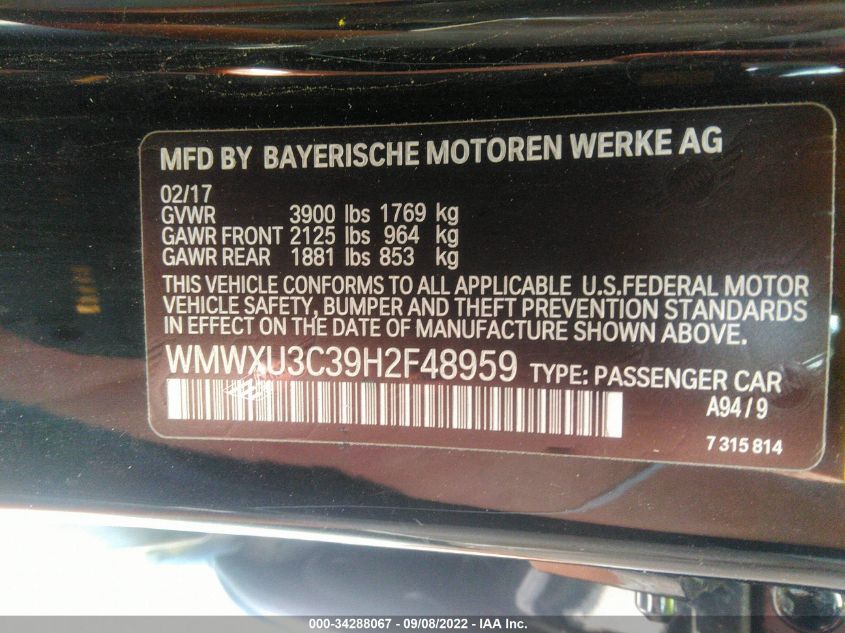 MFD BY BAYERISCHE MOTOREN WERKE AG
02/17
GVWR 3900 lbs 1769 kg
GAWR FRONT 2125 lbs 964 kg
GAWR REAR 1881 lbs 853 kg
THIS VEHICLE CONFORMS TO ALL APPLICABLE U.S.FEDERAL MOTOR
VEHICLE SAFETY, BUMPER AND THEFT PREVENTION STANDARDS
IN EFFECT ON THE DATE OF MANUFACTURE SHOWN ABOVE.
WMWXU3C39H2F48959 TYPE: PASSENGER CAR
A94 / 9
7 315 814
000-34288067 - 09/08/2022 - IAA Inc.